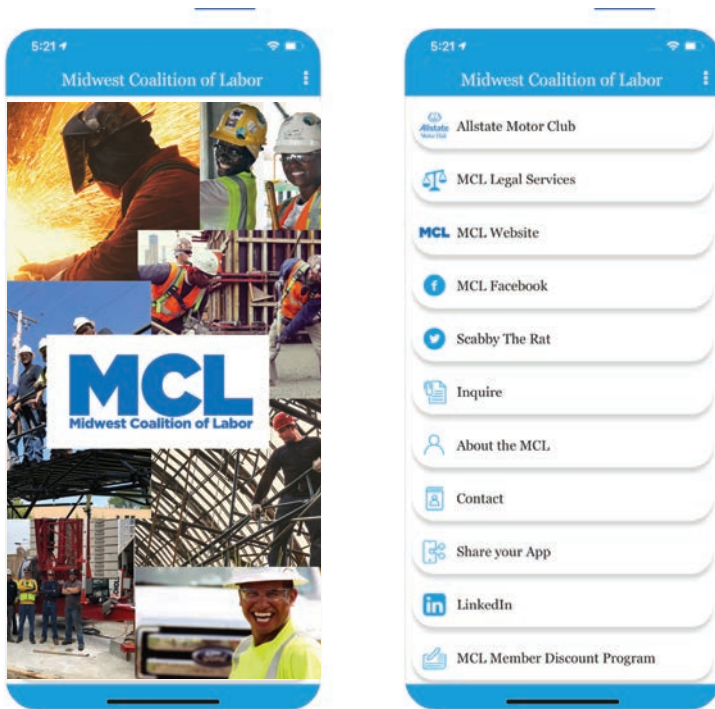 5:21
Midwest Coalition of Labor
MCL
Midwest Coalition of Labor
Ford
5:21
Midwest Coalition of Labor
Allstate
Motor Club
Allstate Motor Club
MCL Legal Services
MCL MCL Website
MCL Facebook
Scabby The Rat
Inquire
About the MCL
Contact
Share your App
in LinkedIn
MCL Member Discount Program